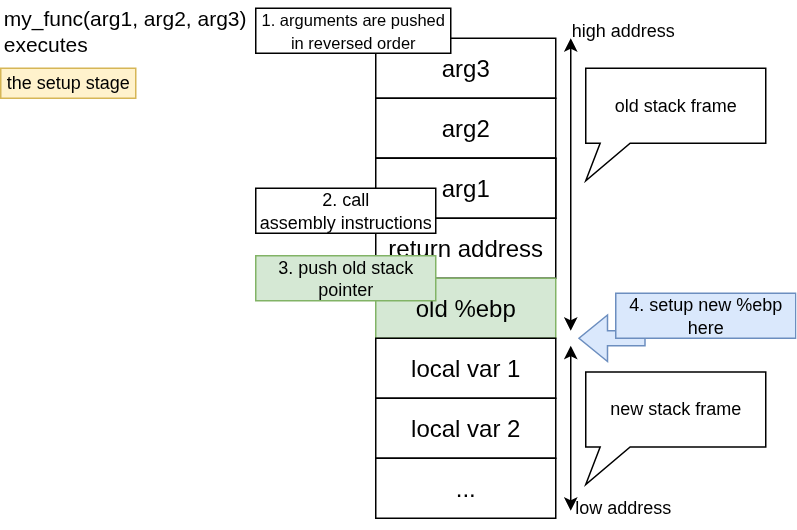 my_func(arg1, arg2, arg3)
executes
the setup stage
1. arguments are pushed
in reversed order
high address
arg3
old stack frame
arg2
arg1
2. call
assembly instructions
return address
3. push old stack
pointer
old %ebp
4. setup new %ebp
here
local var 1
new stack frame
local var 2
...
low address